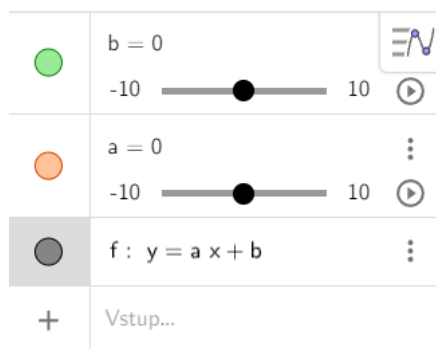 b = 0
-10 10
a = 0
-10 10
f : y = a x + b
Vstup...